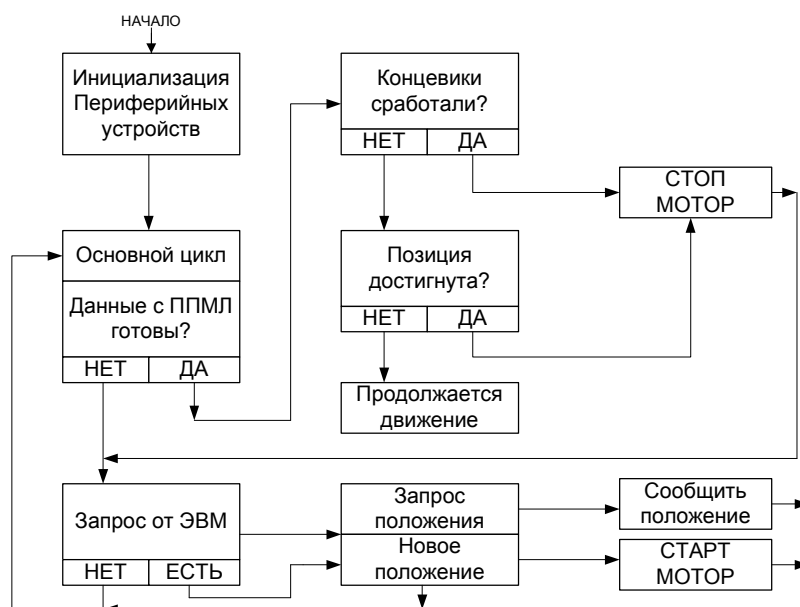 НАЧАЛО
Инициализация
Периферийных
устройств
Основной цикл
Данные с ППМЛ
готовы?
НЕТ ДА
Концевики
сработали?
НЕТ ДА
СТОП
МОТОР
Позиция
достигнута?
НЕТ ДА
Продолжается
движение
Запрос от ЭВМ
НЕТ ЕСТЬ
Запрос
положения
Новое
положение
Сообщить
положение
СТАРТ
МОТОР